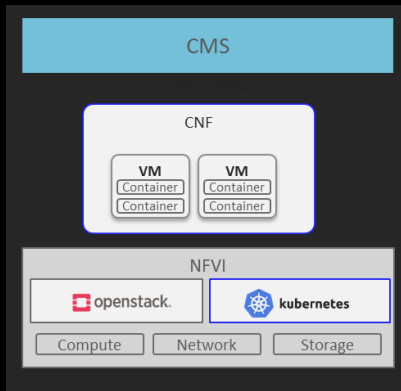 CMS
CNF
VM VM
Container Container
Container Container
NFVI
openstack. kubernetes
Compute Network Storage